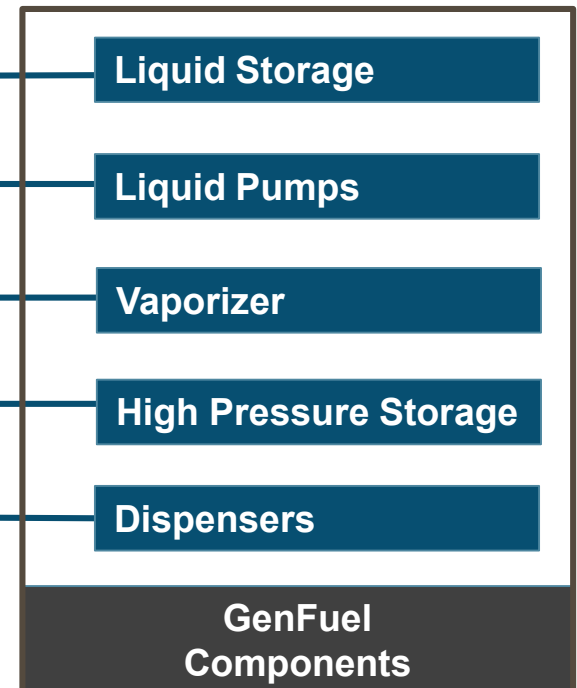 Liquid Storage
Liquid Pumps
Vaporizer
High Pressure Storage
Dispensers
GenFuel
Components